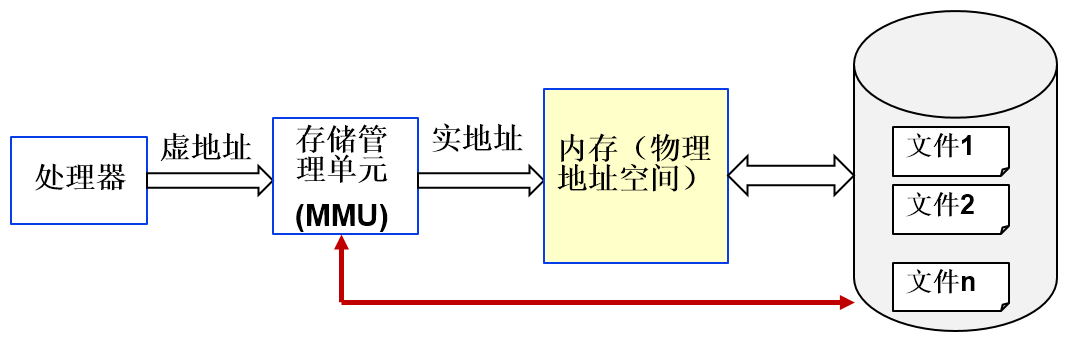 处理器
虚地址
存储管
理单元
(MMU)
实地址
内存（物理
地址空间）
文件1
文件2
文件n